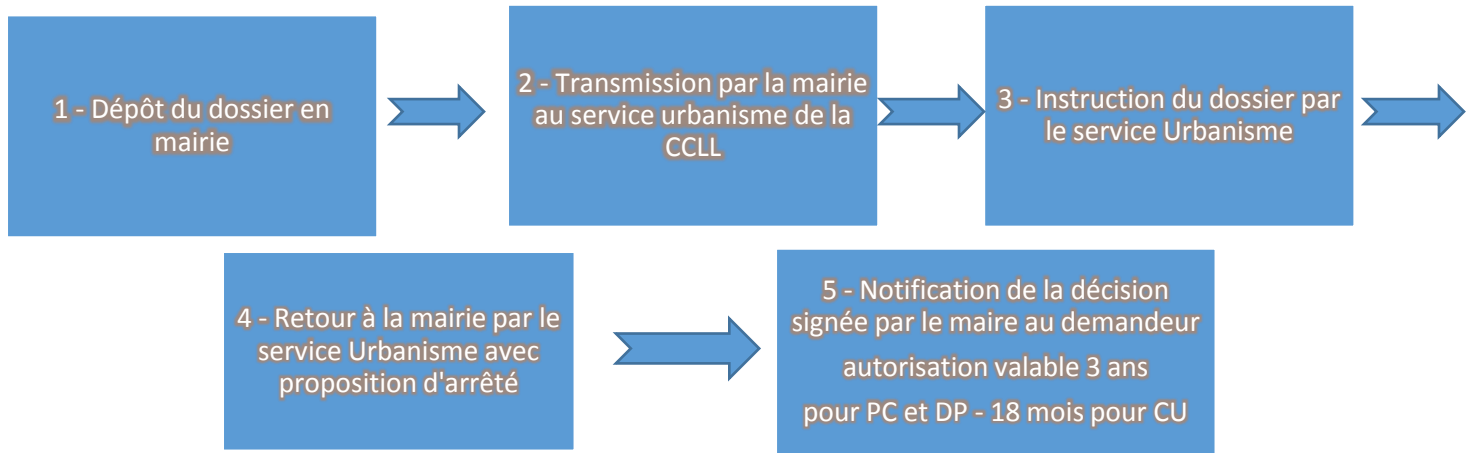 1 - Dépôt du dossier en
mairie
2 - Transmission par la mairie
au service urbanisme de la
CCLL
3 - Instruction du dossier par
le service Urbanisme
4 - Retour à la mairie par le
service Urbanisme avec
proposition d'arrêté
5 - Notification de la décision
signée par le maire au demandeur
autorisation valable 3 ans
pour PC et DP - 18 mois pour CU